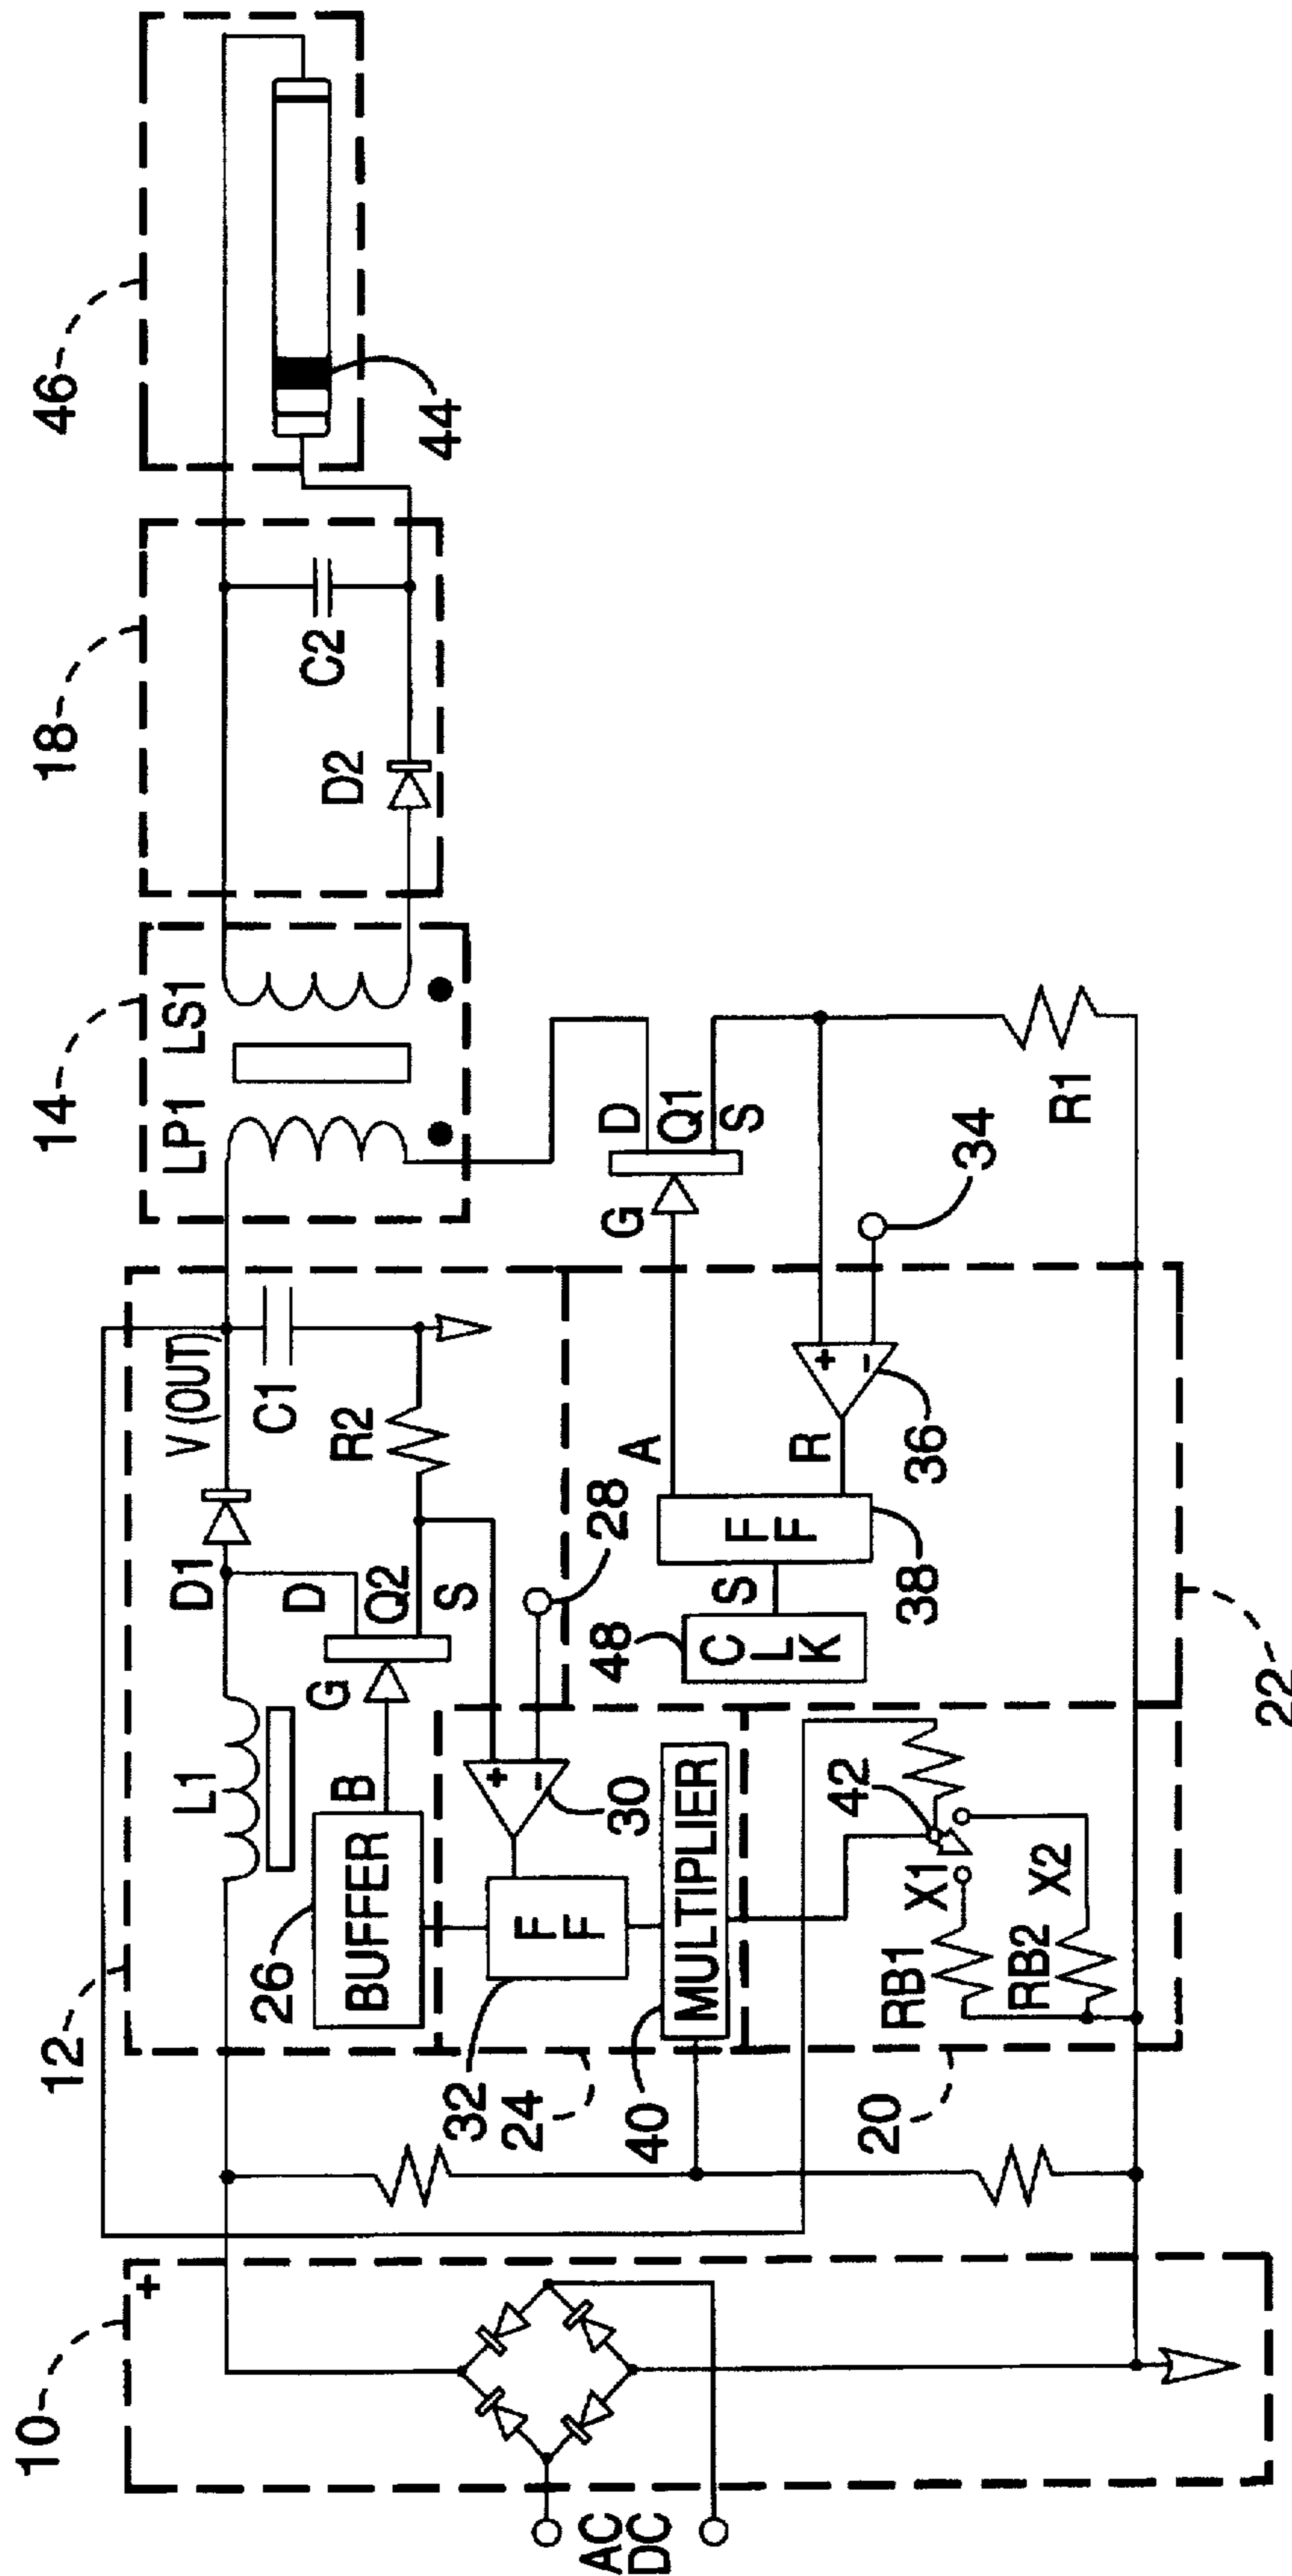 10
+
AC
DC
12
L1
D1
V (OUT)
C1
26
BUFFER
B
G
D
Q2
S
R2
28
+
-
30
F
F
32
24
40
MULTIPLIER
20
42
X1
X2
RB1
RB2
22
48
C
L
K
S
F
F
38
A
R
+
-
36
34
G
D
Q1
S
R1
14
LP1
LS1
18
D2
C2
46
44